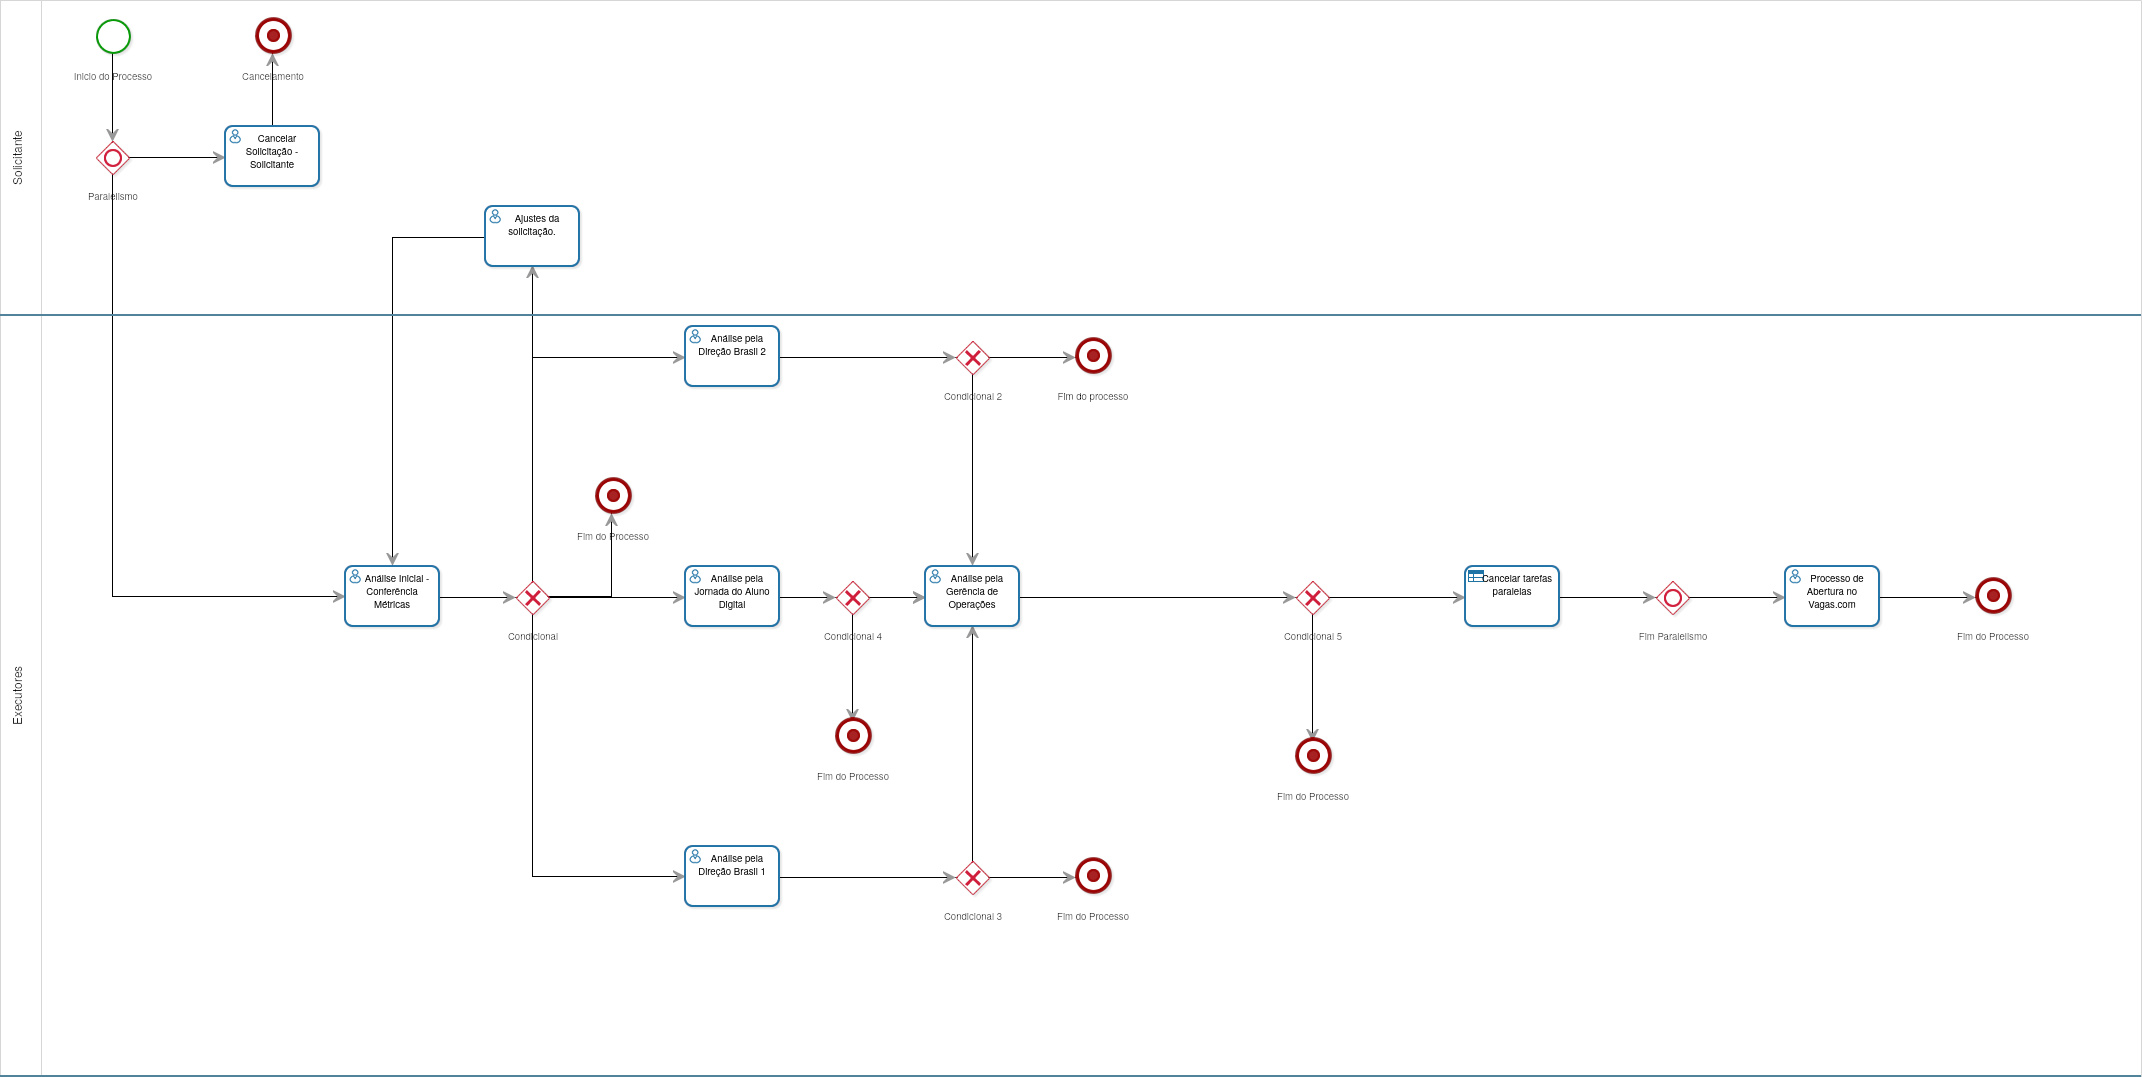 Solicitante
Inicio do Processo
Cancelamento
Cancelar
Solicitação -
Solicitante
Paralelismo
Ajustes da
solicitação.
Executores
Análise pela
Direção Brasil 2
Condicional 2
Fim do processo
Fim do Processo
Análise Inicial -
Conferência
Métricas
Condicional
Análise pela
Jornada do Aluno
Digital
Condicional 4
Análise pela
Gerência de
Operações
Condicional 5
Cancelar tarefas
paralelas
Fim Paralelismo
Processo de
Abertura no
Vagas.com
Fim do Processo
Fim do Processo
Fim do Processo
Análise pela
Direção Brasil 1
Condicional 3
Fim do Processo